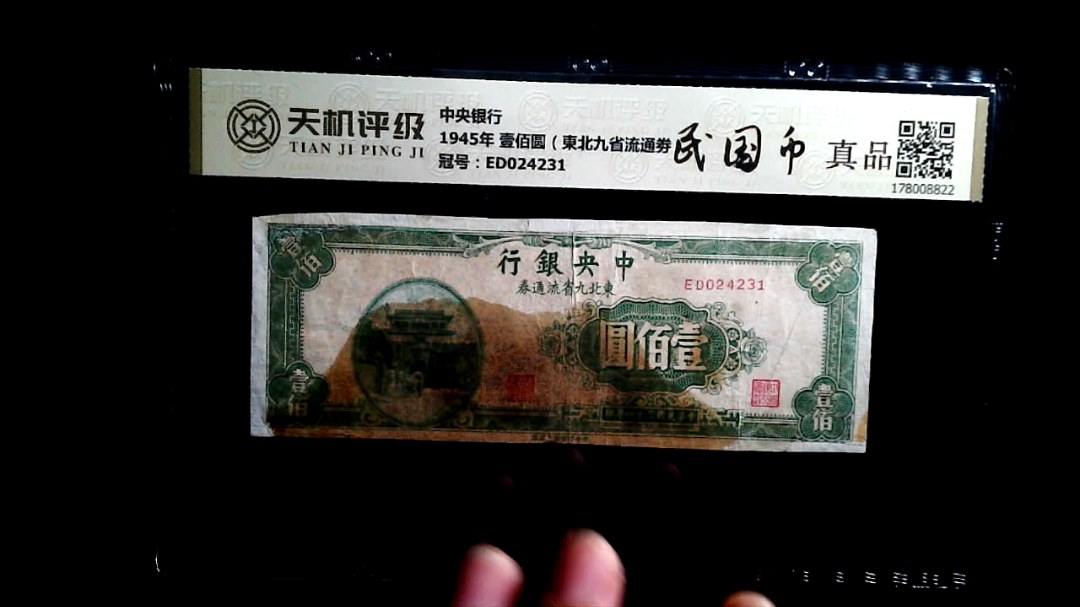 天机评级
TIAN JI PING JI
中央银行
1945年 壹佰圆（東北九省流通券
冠号：ED024231
民国币
真品
178008822
壹佰
壹佰
行銀央中
券通流省九北東
ED024231
圓佰壹
壹佰
壹佰